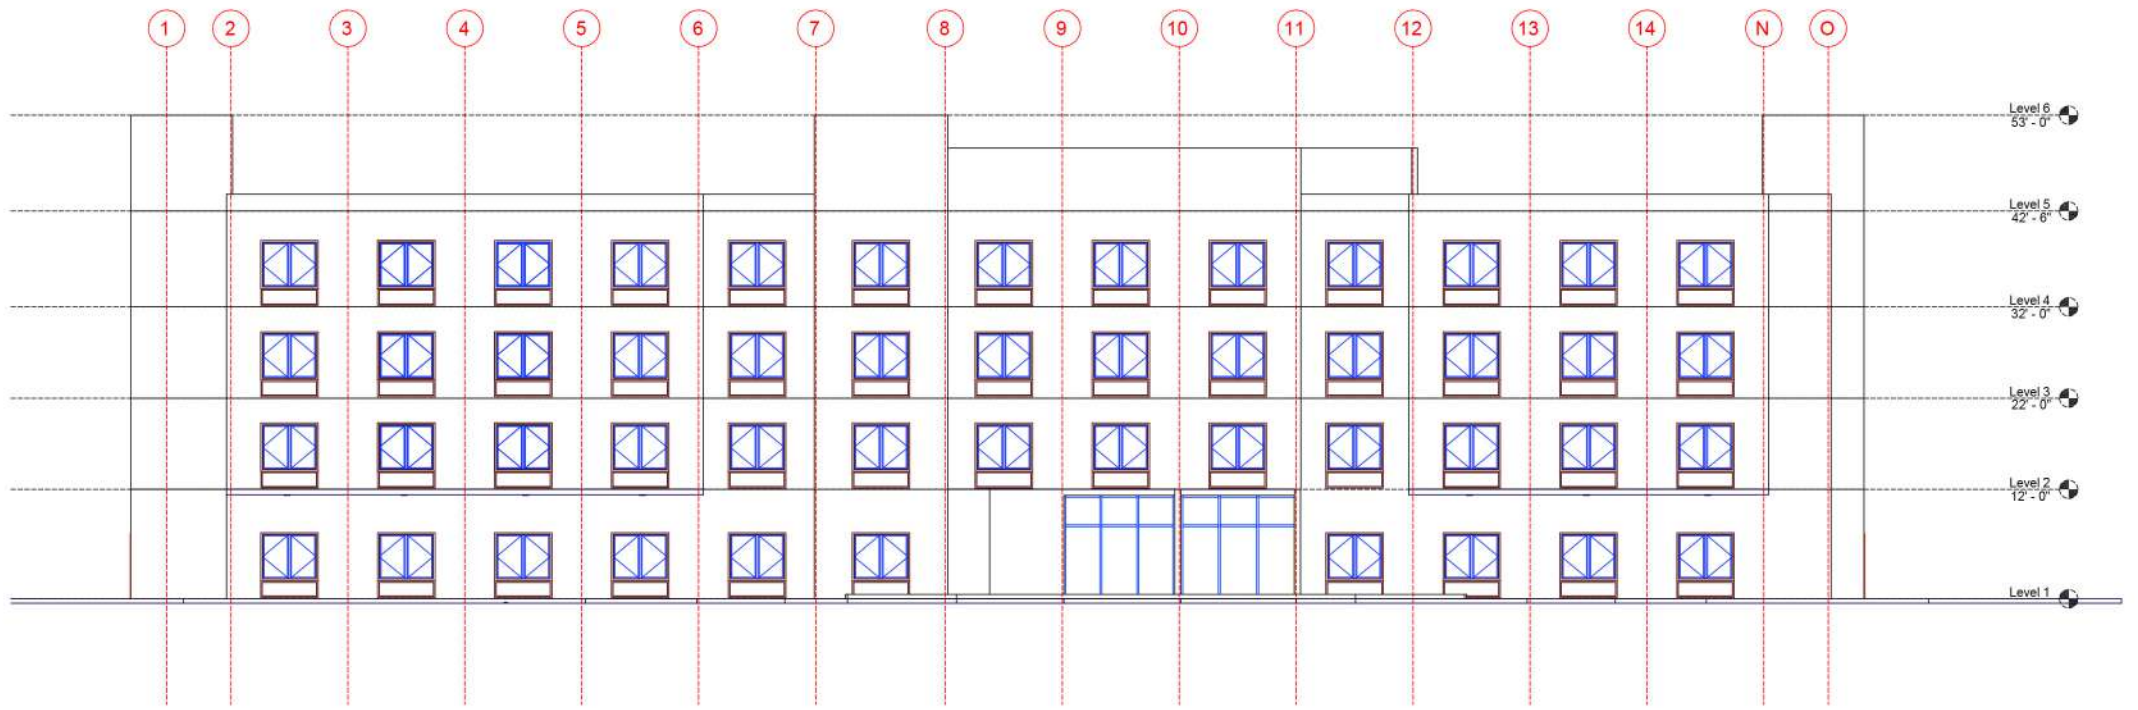 1 2 3 4 5 6 7 8 9 10 11 12 13 14 N O
Level 6
53' - 0"
Level 5
42' - 6"
Level 4
32' - 0"
Level 3
22' - 0"
Level 2
12' - 0"
Level 1